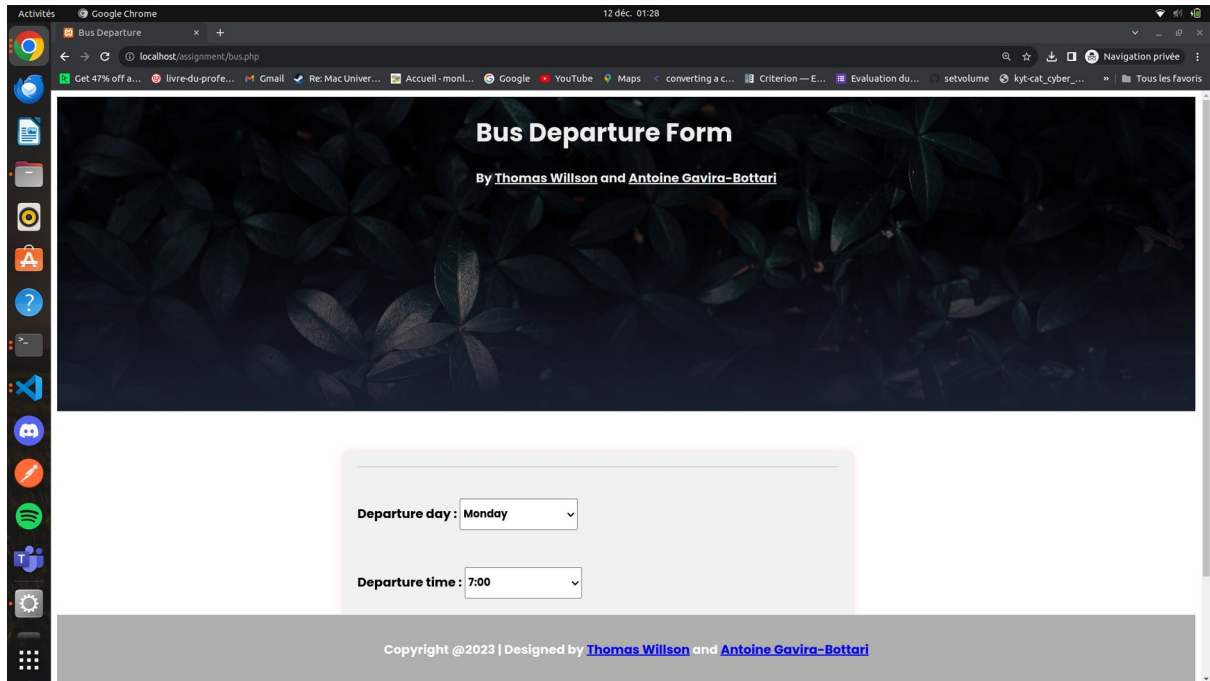 Activités Google Chrome 12 déc. 01:28
Bus Departure × +
localhost/assignment/bus.php Navigation privée
Get 47% off a... livre-du-profe... Gmail Re: Mac Univer... Accueil - monl... Google YouTube Maps converting a c... Criterion — E... Evaluation du... setvolume kyt-cat_cyber_... » Tous les favoris
Bus Departure Form
By Thomas Willson and Antoine Gavira-Bottari
Departure day : Monday
Departure time : 7:00
Copyright @2023 | Designed by Thomas Willson and Antoine Gavira-Bottari